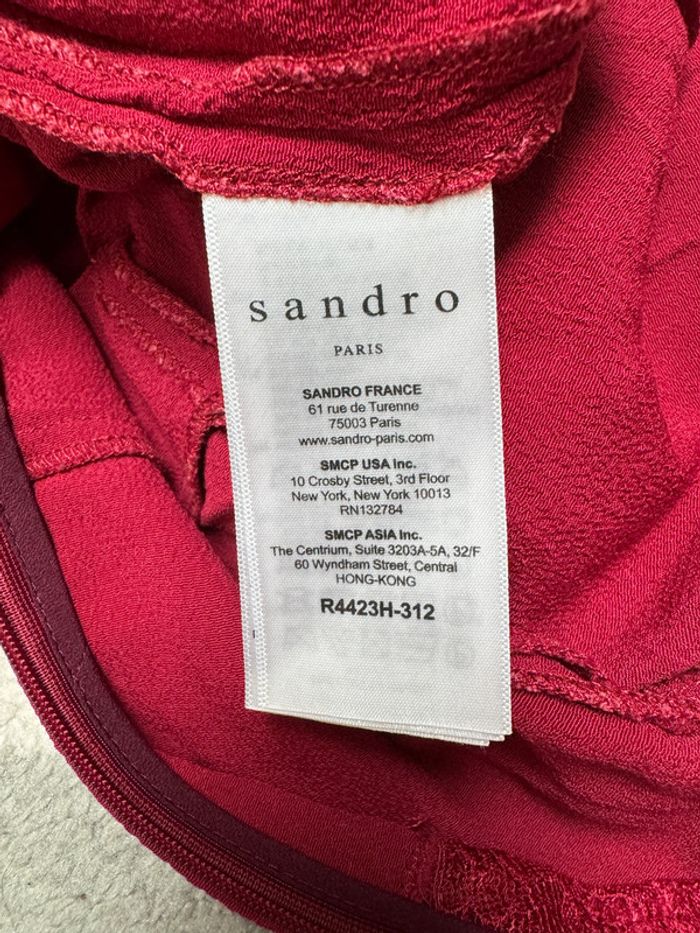 sandro
PARIS
SANDRO FRANCE
61 rue de Turenne
75003 Paris
www.sandro-paris.com
SMCP USA Inc.
10 Crosby Street, 3rd Floor
New York, New York 10013
RN132784
SMCP ASIA Inc.
The Centrium, Suite 3203A-5A, 32/F
60 Wyndham Street, Central
HONG-KONG
R4423H-312